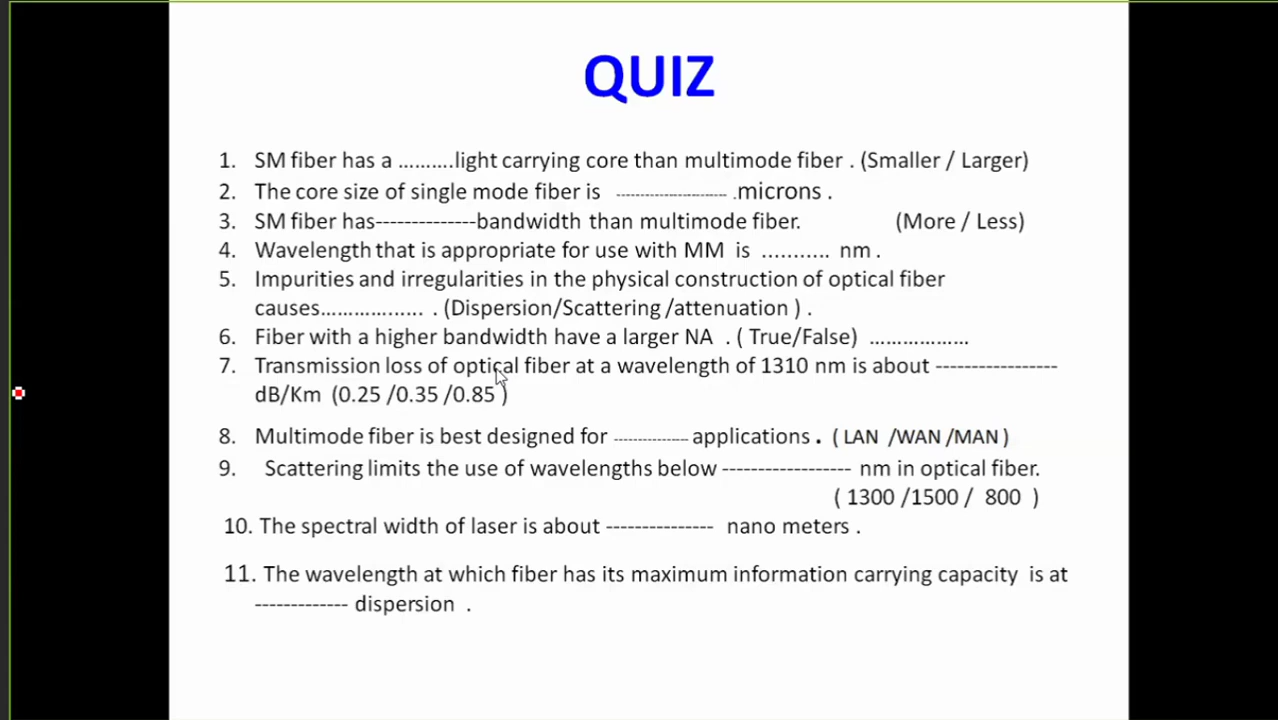 QUIZ
1. SM fiber has a ..........light carrying core than multimode fiber . (Smaller / Larger)
2. The core size of single mode fiber is ---------------------- .microns .
3. SM fiber has--------------bandwidth than multimode fiber. (More / Less)
4. Wavelength that is appropriate for use with MM is ........... nm .
5. Impurities and irregularities in the physical construction of optical fiber
causes.................. . (Dispersion/Scattering /attenuation ) .
6. Fiber with a higher bandwidth have a larger NA . ( True/False) ..................
7. Transmission loss of optical fiber at a wavelength of 1310 nm is about -----------------
dB/Km (0.25 /0.35 /0.85 )
8. Multimode fiber is best designed for ---------------- applications . ( LAN /WAN /MAN )
9. Scattering limits the use of wavelengths below ------------------ nm in optical fiber.
( 1300 /1500 / 800 )
10. The spectral width of laser is about --------------- nano meters .
11. The wavelength at which fiber has its maximum information carrying capacity is at
------------- dispersion .